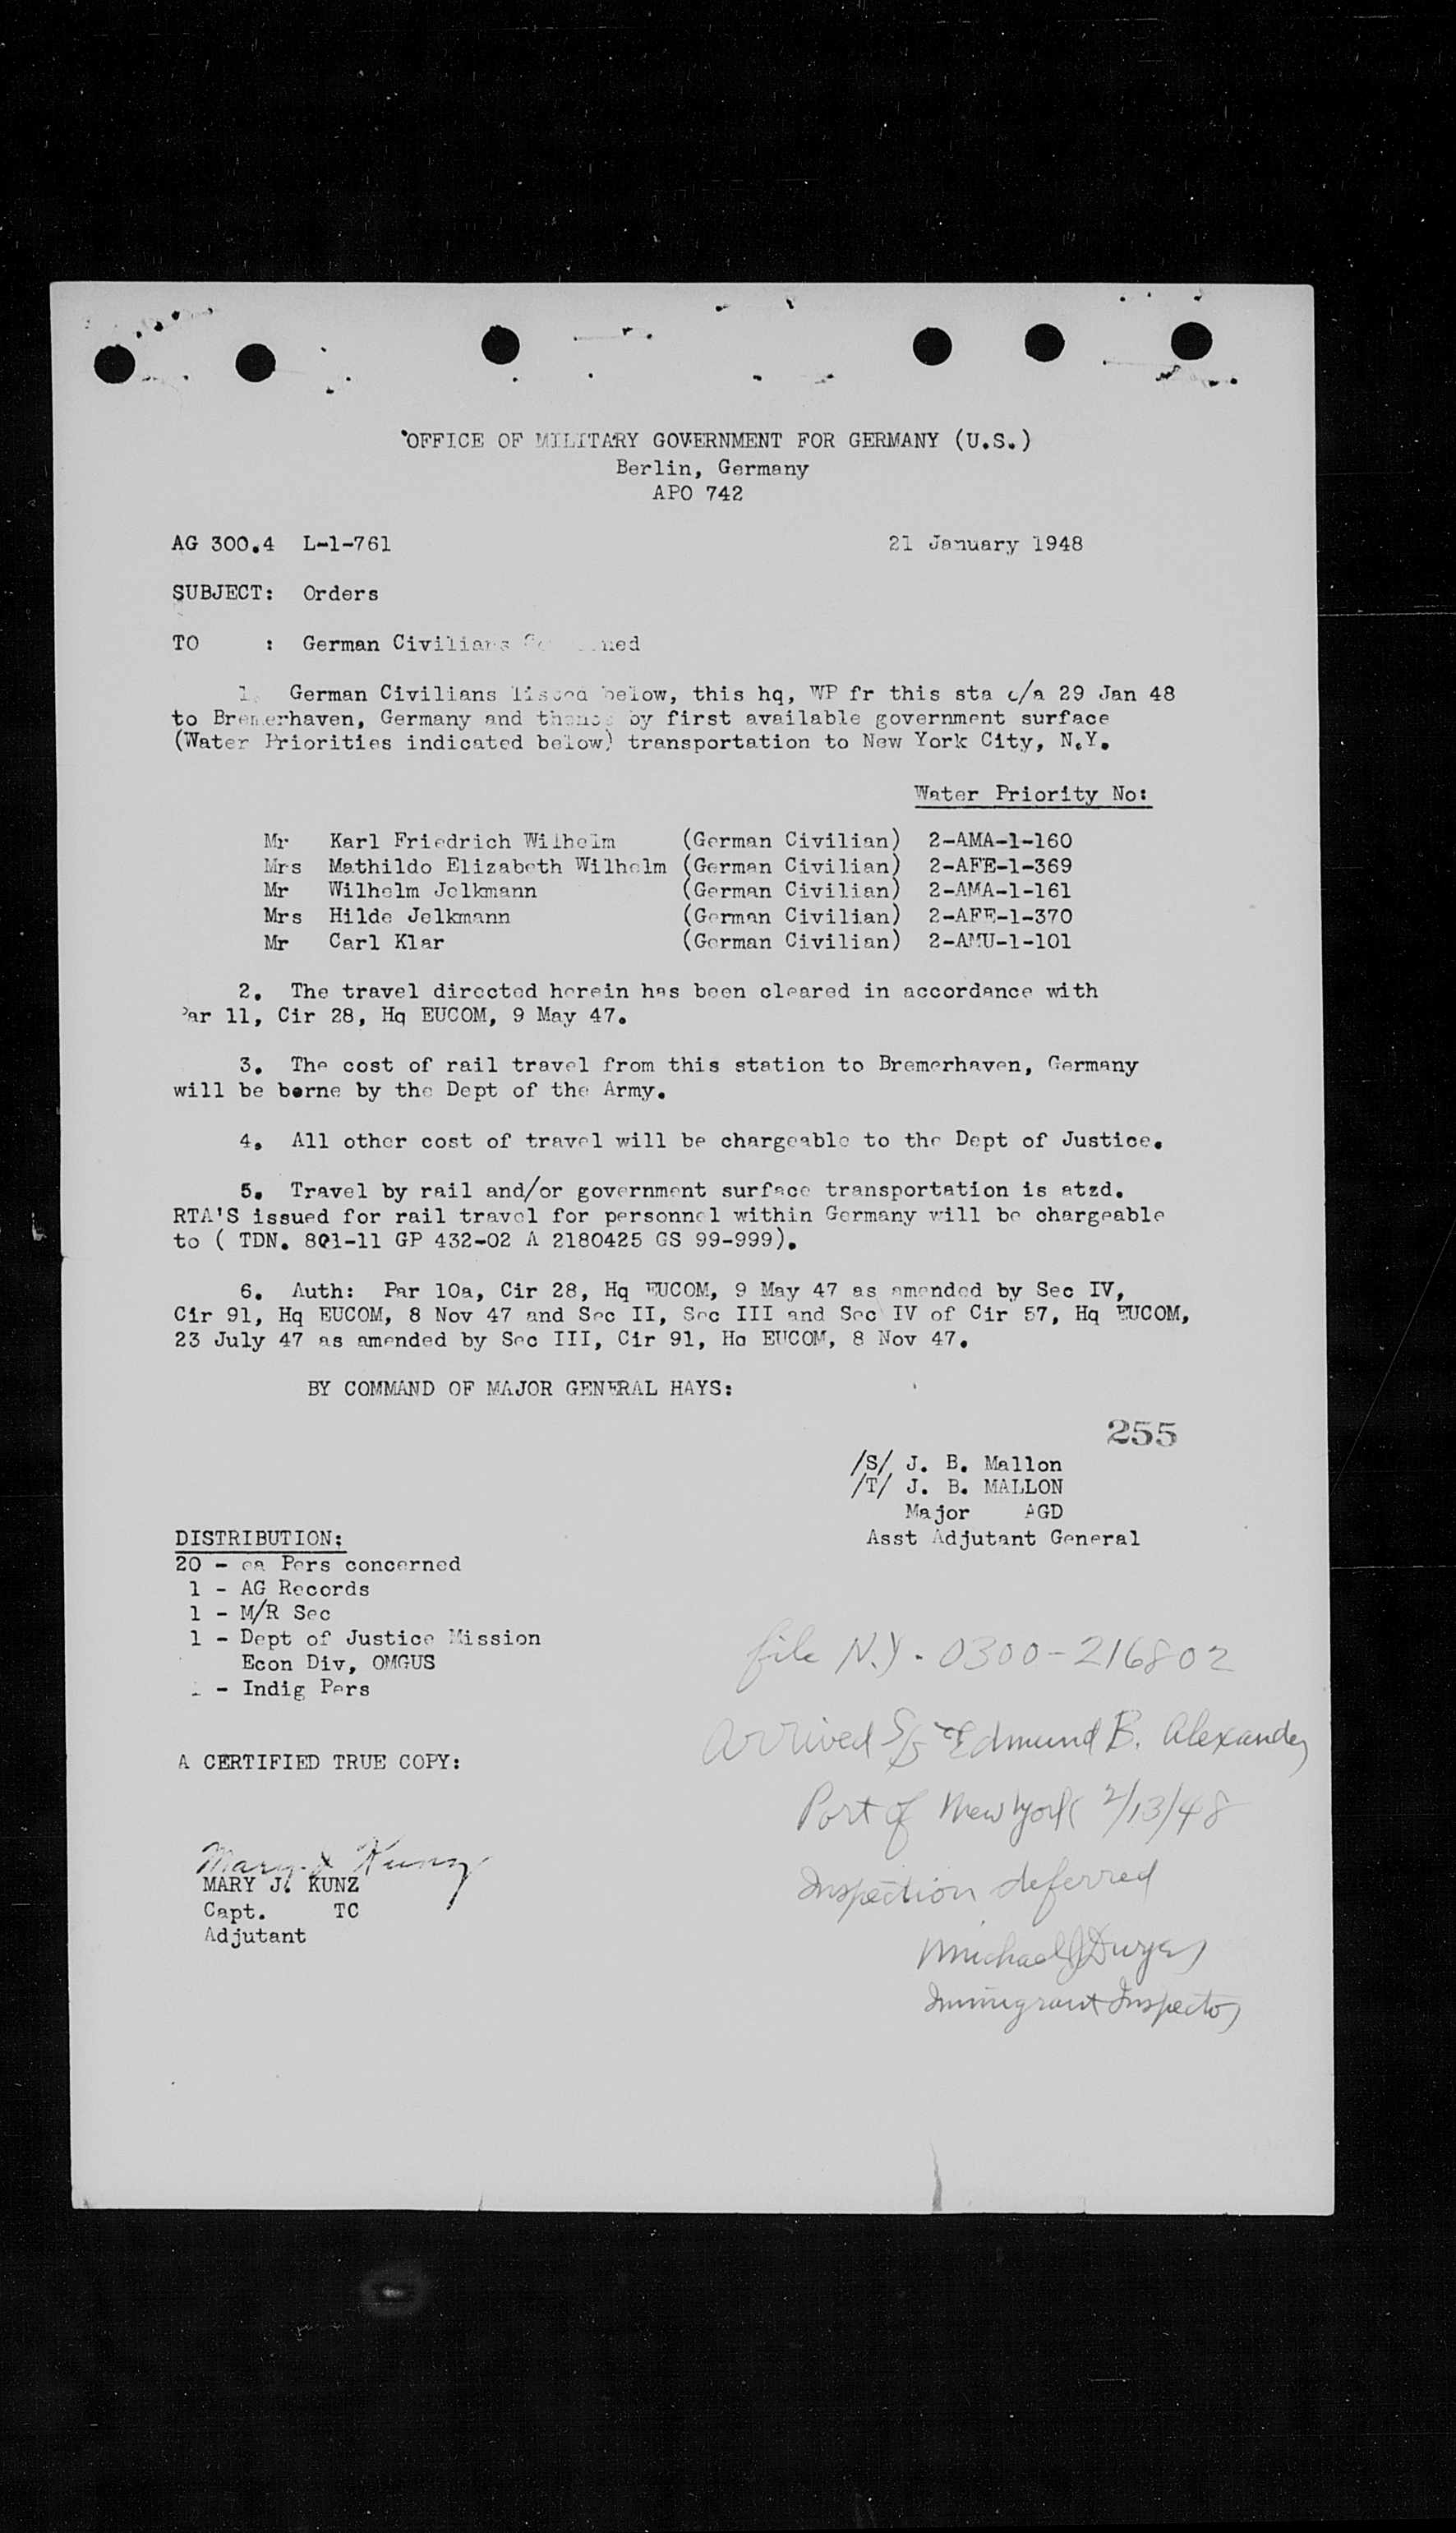 OFFICE OF MILITARY GOVERNMENT FOR GERMANY (U.S.)
Berlin, Germany
APO 742
AG 300.4 L-1-761 21 January 1948
SUBJECT: Orders
TO : German Civilians
1. German Civilians listed below, this hq, WP fr this sta o/a 29 Jan 48
to Bremerhaven, Germany and thence by first available government surface
(Water Priorities indicated below) transportation to New York City, N.Y.
Water Priority No:
Mr Karl Friedrich Wilhelm (German Civilian) 2-AMA-1-160
Mrs Mathilde Elizabeth Wilhelm (German Civilian) 2-AFE-1-369
Mr Wilhelm Jelkmann (German Civilian) 2-AMA-1-161
Mrs Hilde Jelkmann (German Civilian) 2-AFE-1-370
Mr Carl Klar (German Civilian) 2-AMU-1-101
2. The travel directed herein has been cleared in accordance with
Par 11, Cir 28, Hq EUCOM, 9 May 47.
3. The cost of rail travel from this station to Bremerhaven, Germany
will be borne by the Dept of the Army.
4. All other cost of travel will be chargeable to the Dept of Justice.
5. Travel by rail and/or government surface transportation is atzd.
RTA'S issued for rail travel for personnel within Germany will be chargeable
to ( TDN. 801-11 GP 432-02 A 2180425 GS 99-999).
6. Auth: Par 10a, Cir 28, Hq EUCOM, 9 May 47 as amended by Sec IV,
Cir 91, Hq EUCOM, 8 Nov 47 and Sec II, Sec III and Sec IV of Cir 57, Hq EUCOM,
23 July 47 as amended by Sec III, Cir 91, Hq EUCOM, 8 Nov 47.
BY COMMAND OF MAJOR GENERAL HAYS:
255
/S/ J. B. Mallon
/T/ J. B. MALLON
Major AGD
Asst Adjutant General
DISTRIBUTION:
20 - ea Pers concerned
1 - AG Records
1 - M/R Sec
1 - Dept of Justice Mission
Econ Div, OMGUS
1 - Indig Pers
file N.Y. 0300-216802
Arrived S/S Edmund B. Alexander
Port of New York 2/13/48
Inspection deferred
Michael J Dwyer
Immigrant Inspector
A CERTIFIED TRUE COPY:
Mary J Kunz
MARY J. KUNZ
Capt. TC
Adjutant